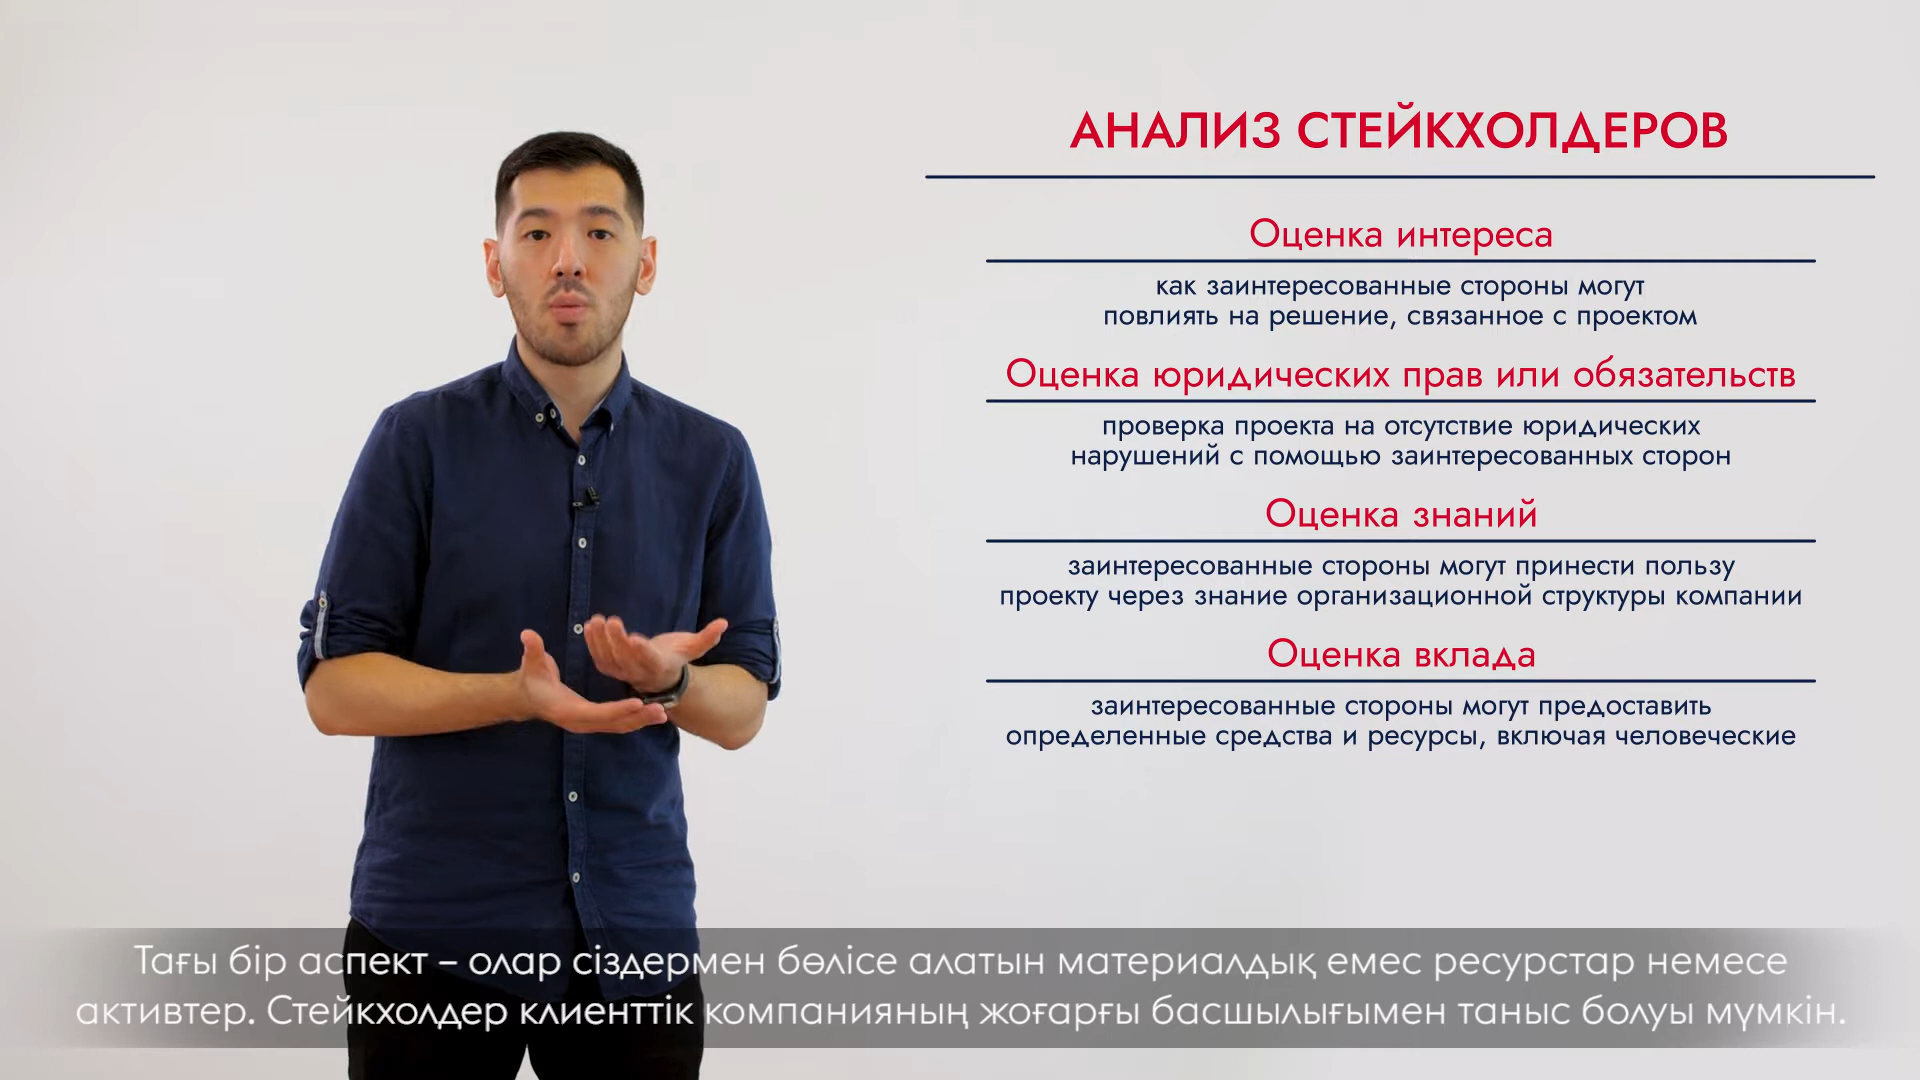 АНАЛИЗ СТЕЙКХОЛДЕРОВ
Оценка интереса
как заинтересованные стороны могут
повлиять на решение, связанное с проектом
Оценка юридических прав или обязательств
проверка проекта на отсутствие юридических
нарушений с помощью заинтересованных сторон
Оценка знаний
заинтересованные стороны могут принести пользу
проекту через знание организационной структуры компании
Оценка вклада
заинтересованные стороны могут предоставить
определенные средства и ресурсы, включая человеческие
Тағы бір аспект – олар сіздермен бөлісе алатын материалдық емес ресурстар немесе
активтер. Стейкхолдер клиенттік компанияның жоғарғы басшылығымен таныс болуы мүмкін.